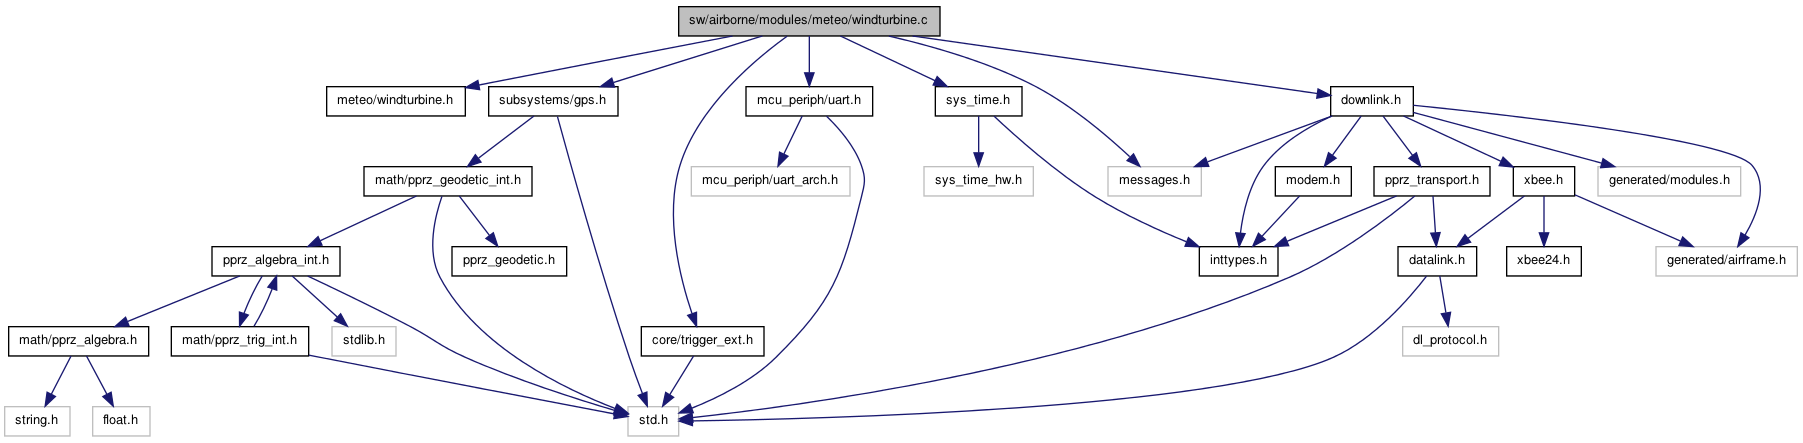 sw/airborne/modules/meteo/windturbine.c
meteo/windturbine.h
subsystems/gps.h
mcu_periph/uart.h
sys_time.h
downlink.h
math/pprz_geodetic_int.h
mcu_periph/uart_arch.h
sys_time_hw.h
messages.h
modem.h
pprz_transport.h
xbee.h
generated/modules.h
pprz_algebra_int.h
pprz_geodetic.h
inttypes.h
datalink.h
xbee24.h
generated/airframe.h
math/pprz_algebra.h
math/pprz_trig_int.h
stdlib.h
core/trigger_ext.h
dl_protocol.h
string.h
float.h
std.h